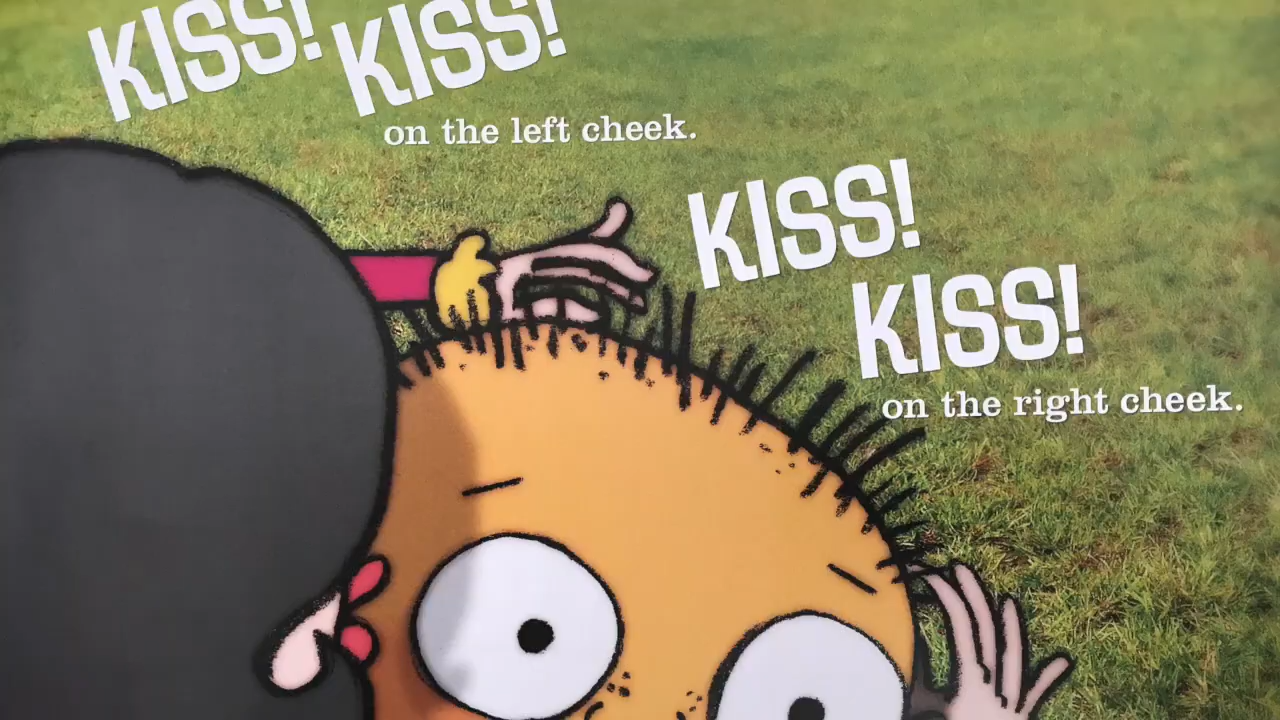 KISS! KISS!
on the left cheek.
KISS!
KISS!
on the right cheek.